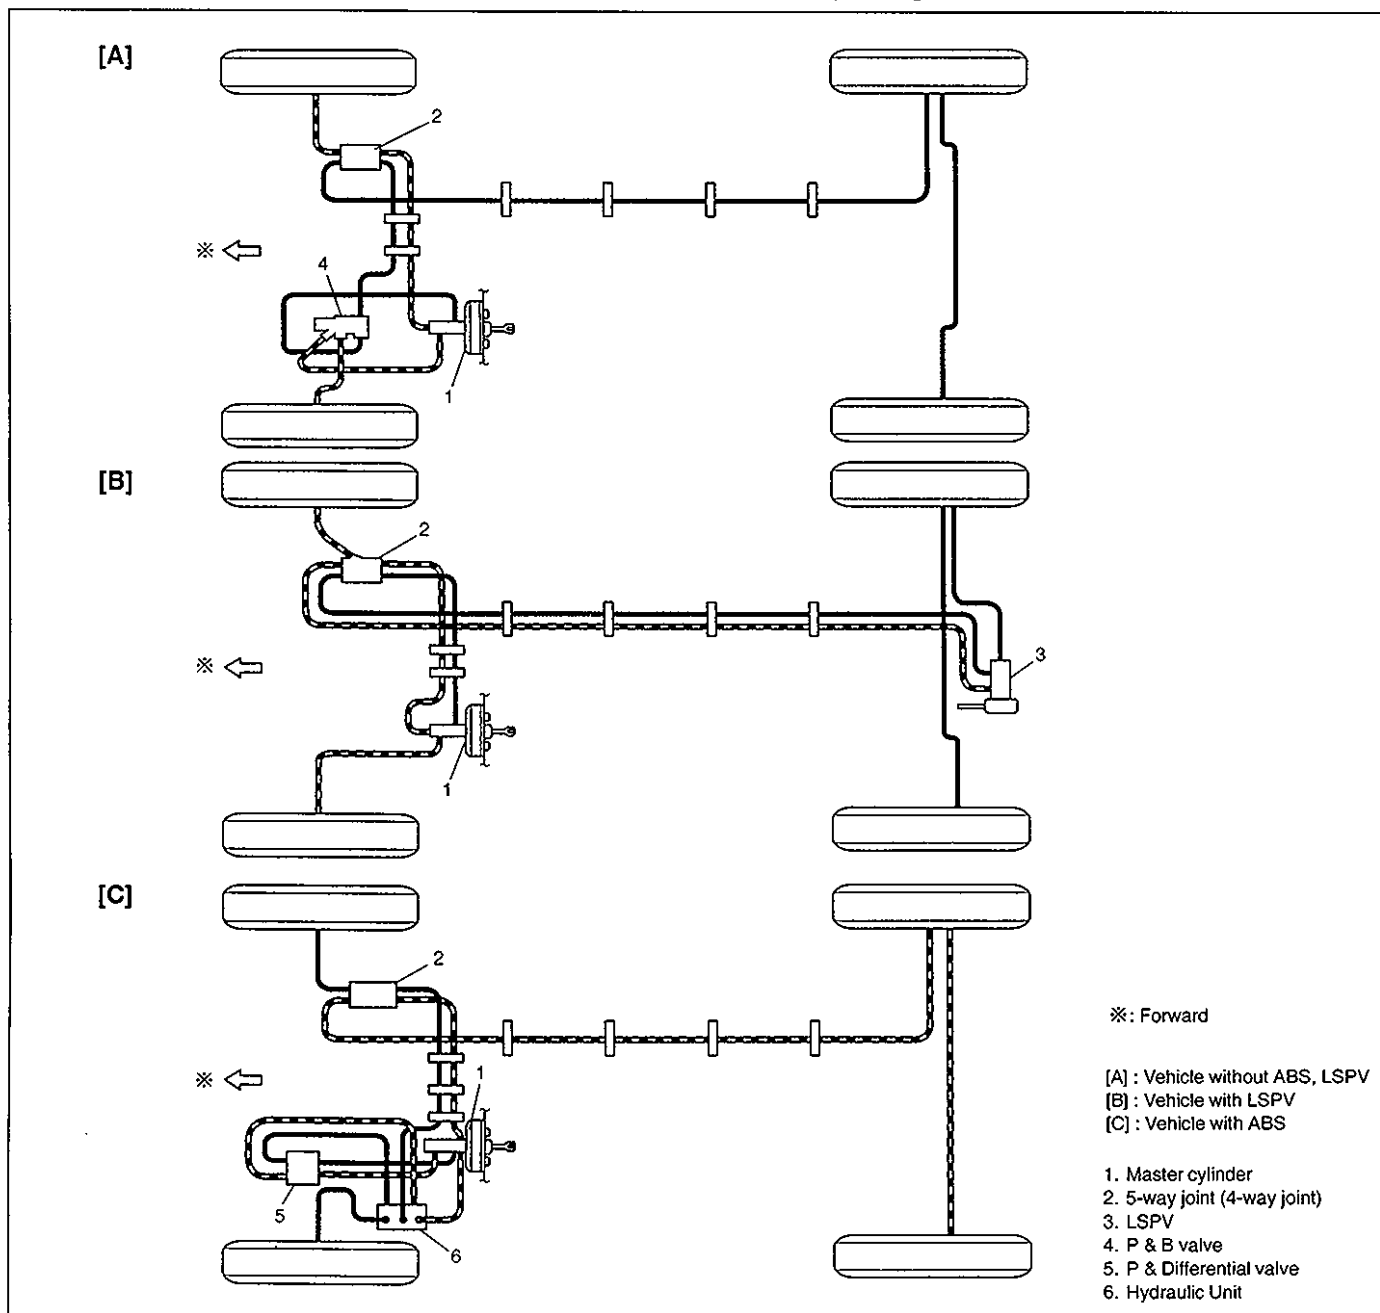 [A]
2
※
4
1
[B]
2
※
3
1
[C]
2
※
1
5
6
※: Forward
[A] : Vehicle without ABS, LSPV
[B] : Vehicle with LSPV
[C] : Vehicle with ABS
1. Master cylinder
2. 5-way joint (4-way joint)
3. LSPV
4. P & B valve
5. P & Differential valve
6. Hydraulic Unit